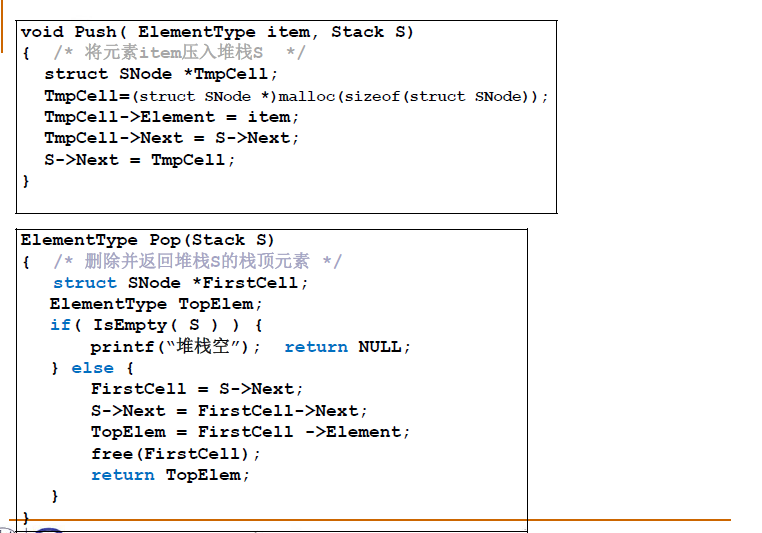 void Push( ElementType item, Stack S)
{ /* 将元素item压入堆栈S */
struct SNode *TmpCell;
TmpCell=(struct SNode *)malloc(sizeof(struct SNode));
TmpCell->Element = item;
TmpCell->Next = S->Next;
S->Next = TmpCell;
}
ElementType Pop(Stack S)
{ /* 删除并返回堆栈S的栈顶元素 */
struct SNode *FirstCell;
ElementType TopElem;
if( IsEmpty( S ) ) {
printf(“堆栈空”); return NULL;
} else {
FirstCell = S->Next;
S->Next = FirstCell->Next;
TopElem = FirstCell ->Element;
free(FirstCell);
return TopElem;
}
}